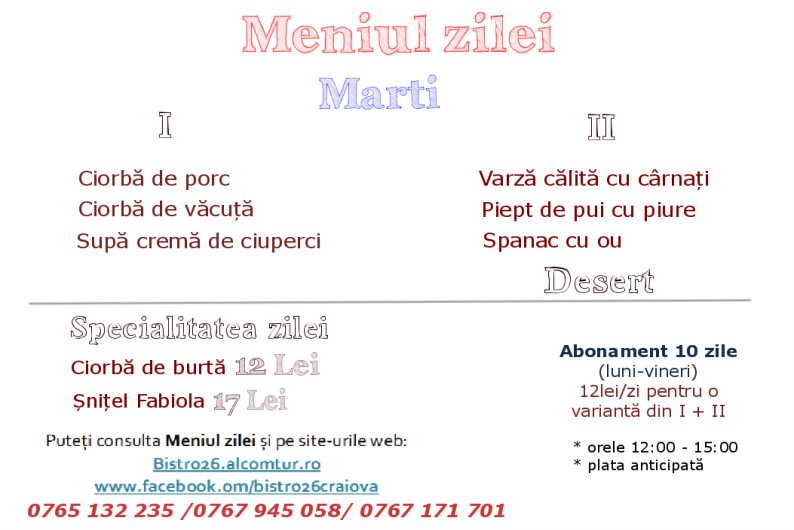 Meniul zilei
Marti
I
Ciorbă de porc
Ciorbă de văcuță
Supă cremă de ciuperci
II
Varză călită cu cârnați
Piept de pui cu piure
Spanac cu ou
Desert
Specialitatea zilei
Ciorbă de burtă 12 Lei
Șnițel Fabiola 17 Lei
Puteți consulta Meniul zilei și pe site-urile web:
Bistro26.alcomtur.ro
www.facebook.om/bistro26craiova
0765 132 235 /0767 945 058/ 0767 171 701
Abonament 10 zile
(luni-vineri)
12lei/zi pentru o
variantă din I + II
* orele 12:00 - 15:00
* plata anticipată